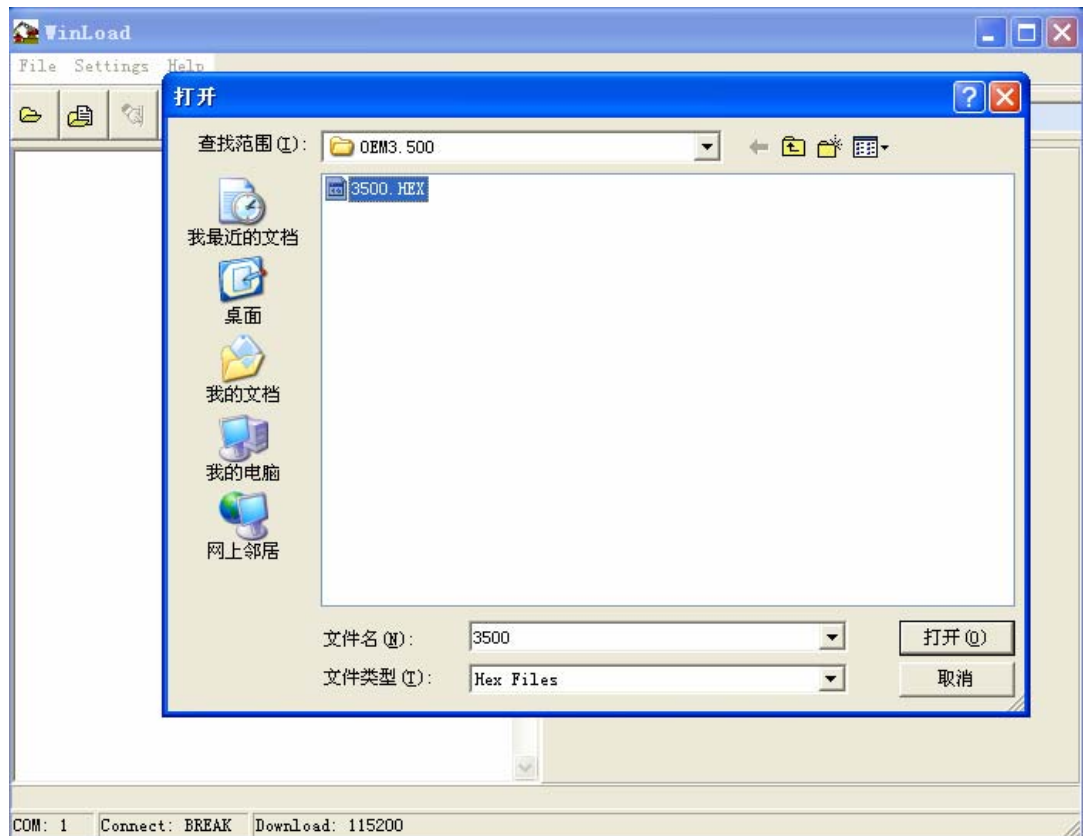 WinLoad
File Settings Help
打开
查找范围(I):
OEM3.500
3500.HEX
我最近的文档
桌面
我的文档
我的电脑
网上邻居
文件名(N):
3500
打开(O)
文件类型(T):
Hex Files
取消
COM: 1 Connect: BREAK Download: 115200